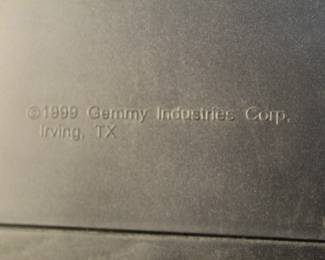 ©1999 Gemmy Industries Corp.
Irving, TX